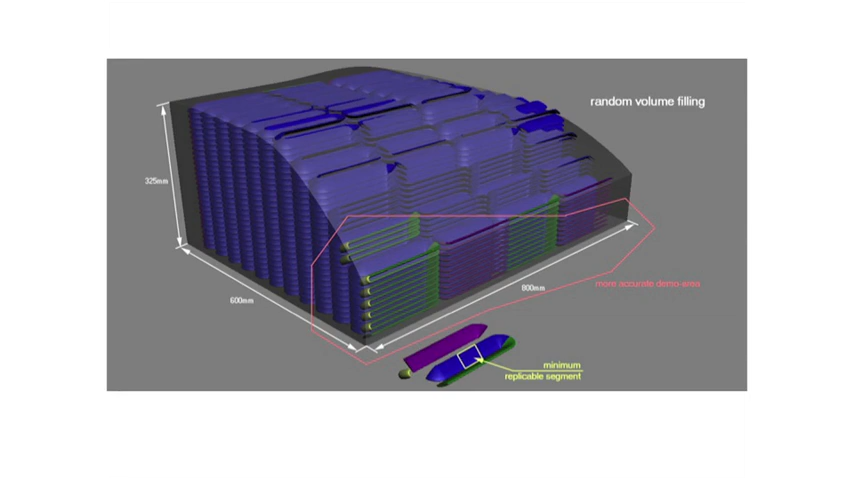 random volume filling
325mm
600mm
800mm
more accurate demo-area
minimum
replicable segment